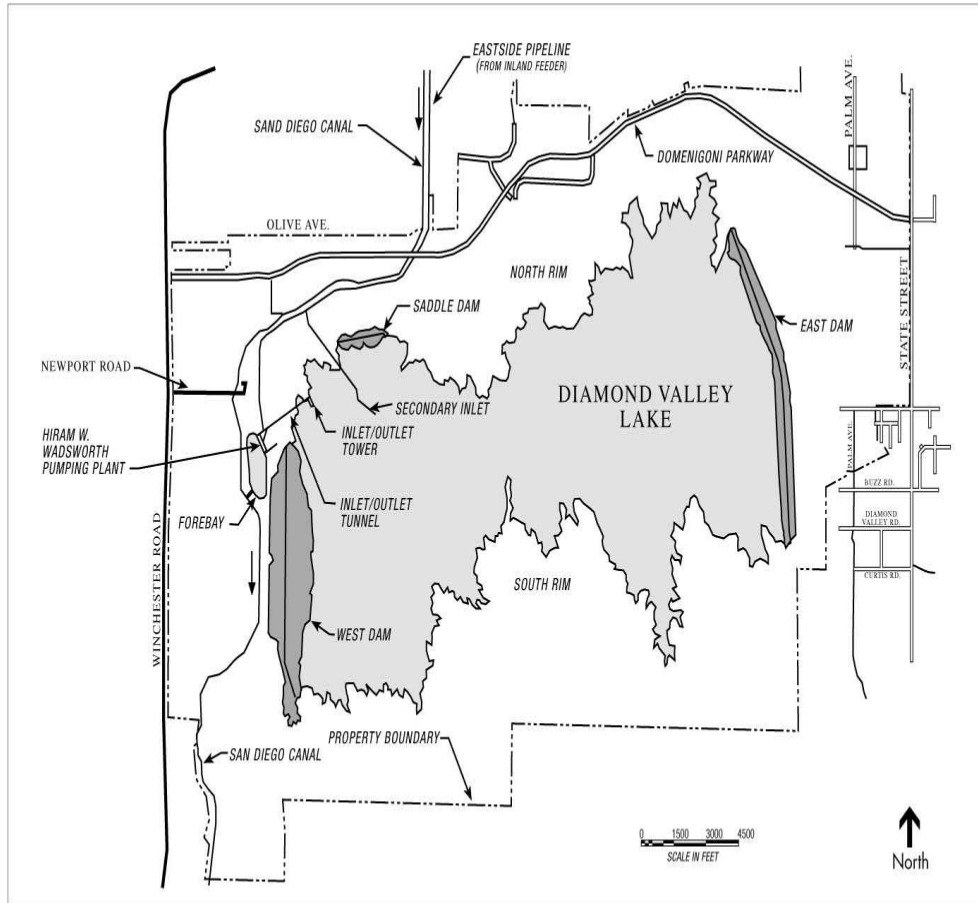 EASTSIDE PIPELINE
(FROM INLAND FEEDER)
SAND DIEGO CANAL
PALM AVE.
DOMENIGONI PARKWAY
OLIVE AVE.
NORTH RIM
SADDLE DAM
EAST DAM
STATE STREET
NEWPORT ROAD
DIAMOND VALLEY
LAKE
SECONDARY INLET
HIRAM W.
WADSWORTH
PUMPING PLANT
INLET/OUTLET
TOWER
PALM AVE.
BUZZ RD.
INLET/OUTLET
TUNNEL
FOREBAY
DIAMOND
VALLEY RD.
WINCHESTER ROAD
SOUTH RIM
CURTIS RD.
WEST DAM
PROPERTY BOUNDARY
SAN DIEGO CANAL
0 1500 3000 4500
SCALE IN FEET
North